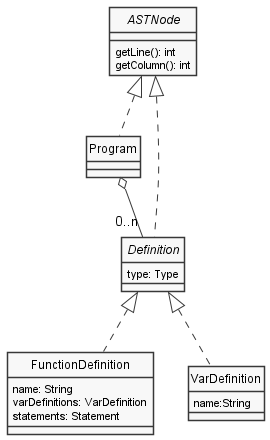 ASTNode
getLine(): int
getColumn(): int
Program
0..n
Definition
type: Type
FunctionDefinition
name: String
varDefinitions: VarDefinition
statements: Statement
VarDefinition
name:String